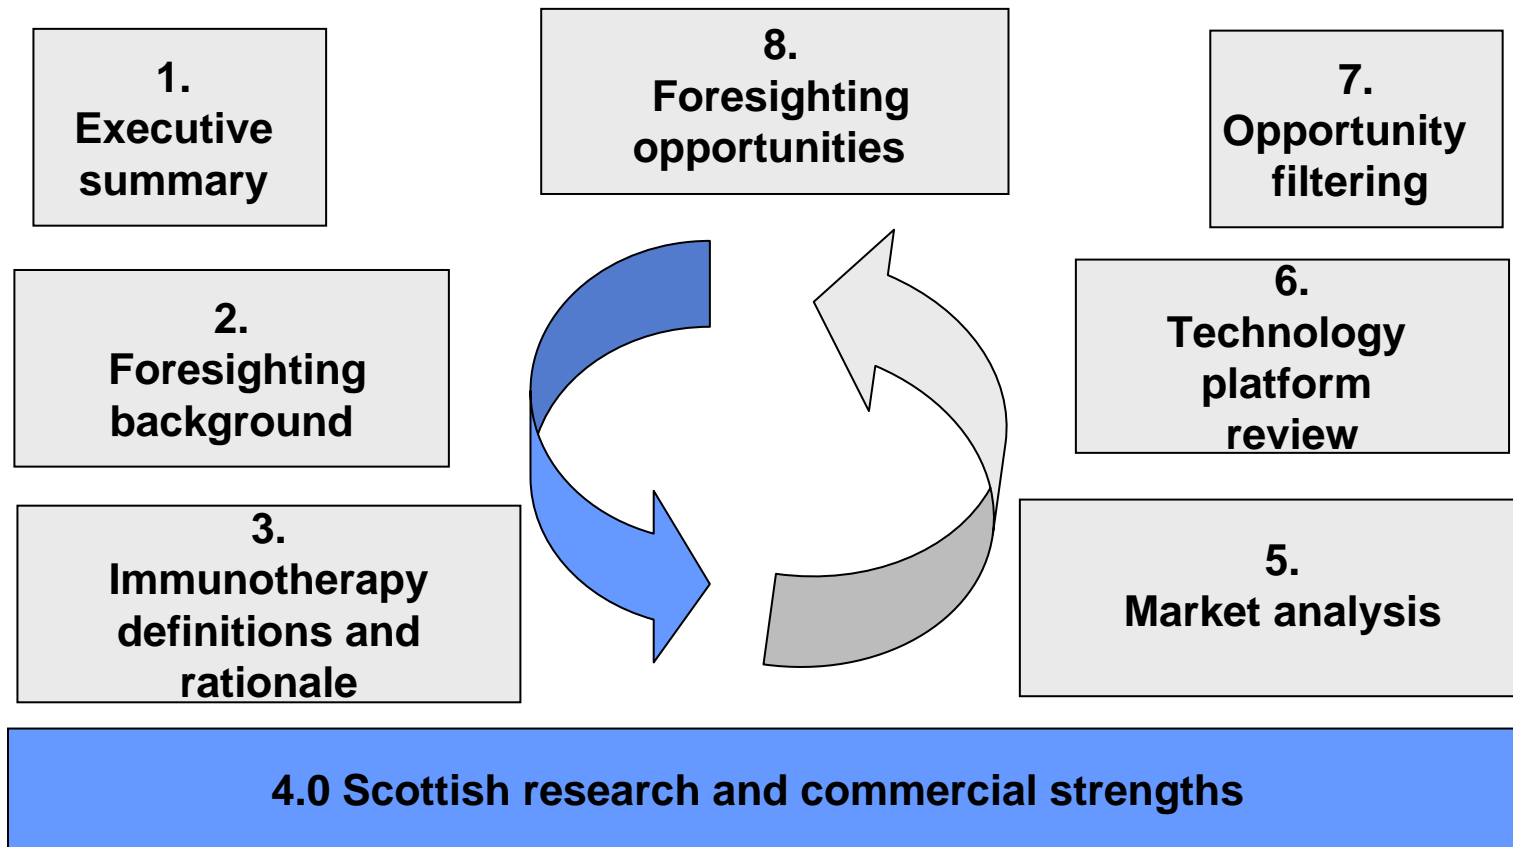 1.
Executive
summary
2.
Foresighting
background
3.
Immunotherapy
definitions and
rationale
4.0 Scottish research and commercial strengths
5.
Market analysis
6.
Technology
platform
review
7.
Opportunity
filtering
8.
Foresighting
opportunities